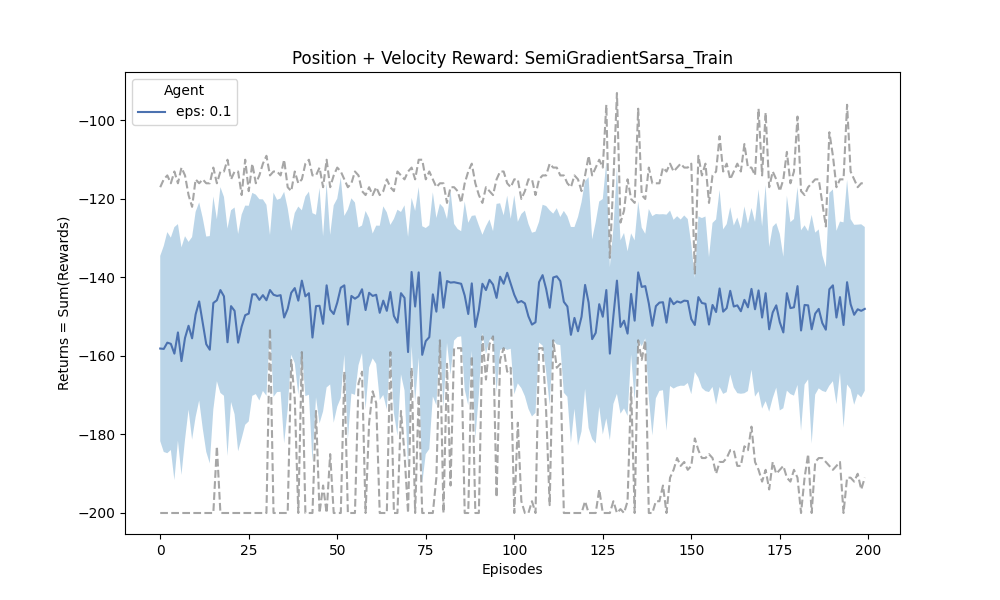 Position + Velocity Reward: SemiGradientSarsa_Train
Agent
eps: 0.1
−100
−120
−140
−160
−180
−200
Returns = Sum(Rewards)
0 25 50 75 100 125 150 175 200
Episodes